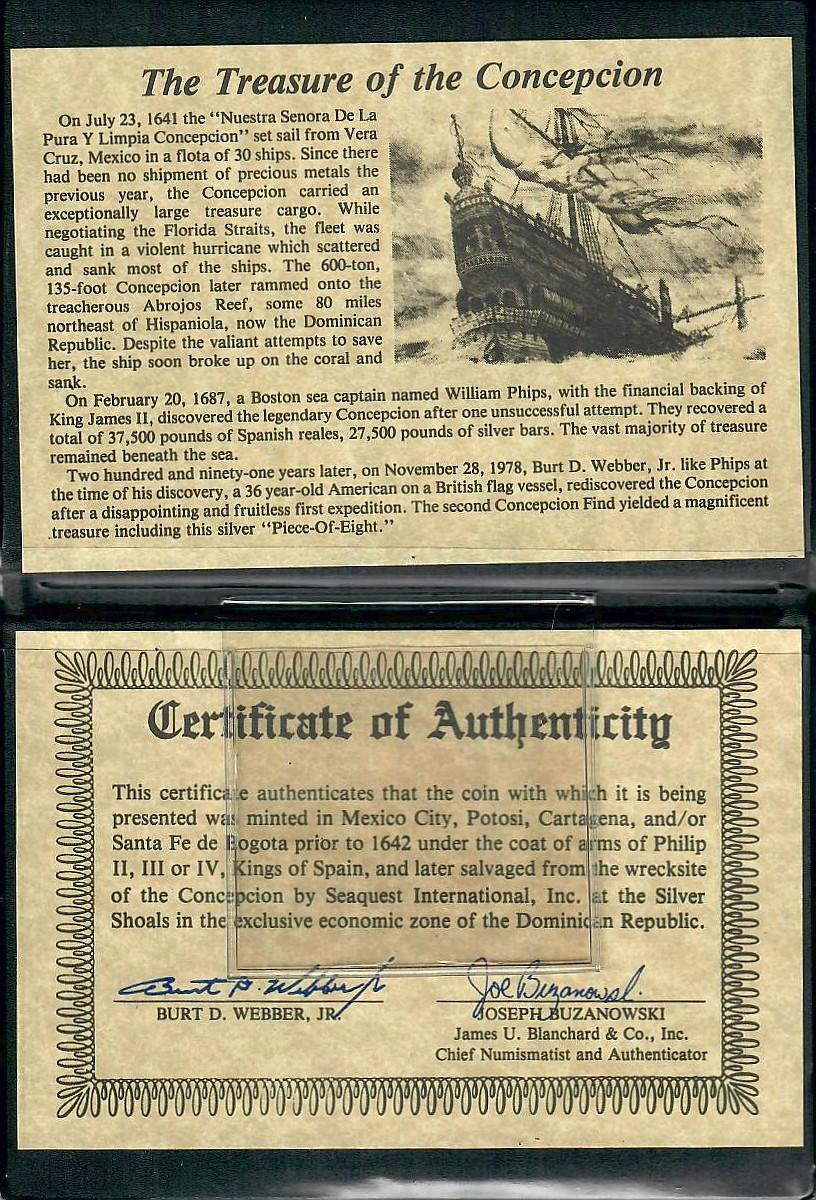 The Treasure of the Concepcion
On July 23, 1641 the "Nuestra Senora De La
Pura Y Limpia Concepcion" set sail from Vera
Cruz, Mexico in a flota of 30 ships. Since there
had been no shipment of precious metals the
previous year, the Concepcion carried an
exceptionally large treasure cargo. While
negotiating the Florida Straits, the fleet was
caught in a violent hurricane which scattered
and sank most of the ships. The 600-ton,
135-foot Concepcion later rammed onto the
treacherous Abrojos Reef, some 80 miles
northeast of Hispaniola, now the Dominican
Republic. Despite the valiant attempts to save
her, the ship soon broke up on the coral and
sank.
On February 20, 1687, a Boston sea captain named William Phips, with the financial backing of
King James II, discovered the legendary Concepcion after one unsuccessful attempt. They recovered a
total of 37,500 pounds of Spanish reales, 27,500 pounds of silver bars. The vast majority of treasure
remained beneath the sea.
Two hundred and ninety-one years later, on November 28, 1978, Burt D. Webber, Jr. like Phips at
the time of his discovery, a 36 year-old American on a British flag vessel, rediscovered the Concepcion
after a disappointing and fruitless first expedition. The second Concepcion Find yielded a magnificent
treasure including this silver "Piece-Of-Eight."
Certificate of Authenticity
This certificate authenticates that the coin with which it is being
presented was minted in Mexico City, Potosi, Cartagena, and/or
Santa Fe de Bogota prior to 1642 under the coat of arms of Philip
II, III or IV, Kings of Spain, and later salvaged from the wrecksite
of the Concepcion by Seaquest International, Inc. at the Silver
Shoals in the exclusive economic zone of the Dominican Republic.
Burt D. Webber Jr
Joe Buzanowski
BURT D. WEBBER, JR.
JOSEPH BUZANOWSKI
James U. Blanchard & Co., Inc.
Chief Numismatist and Authenticator